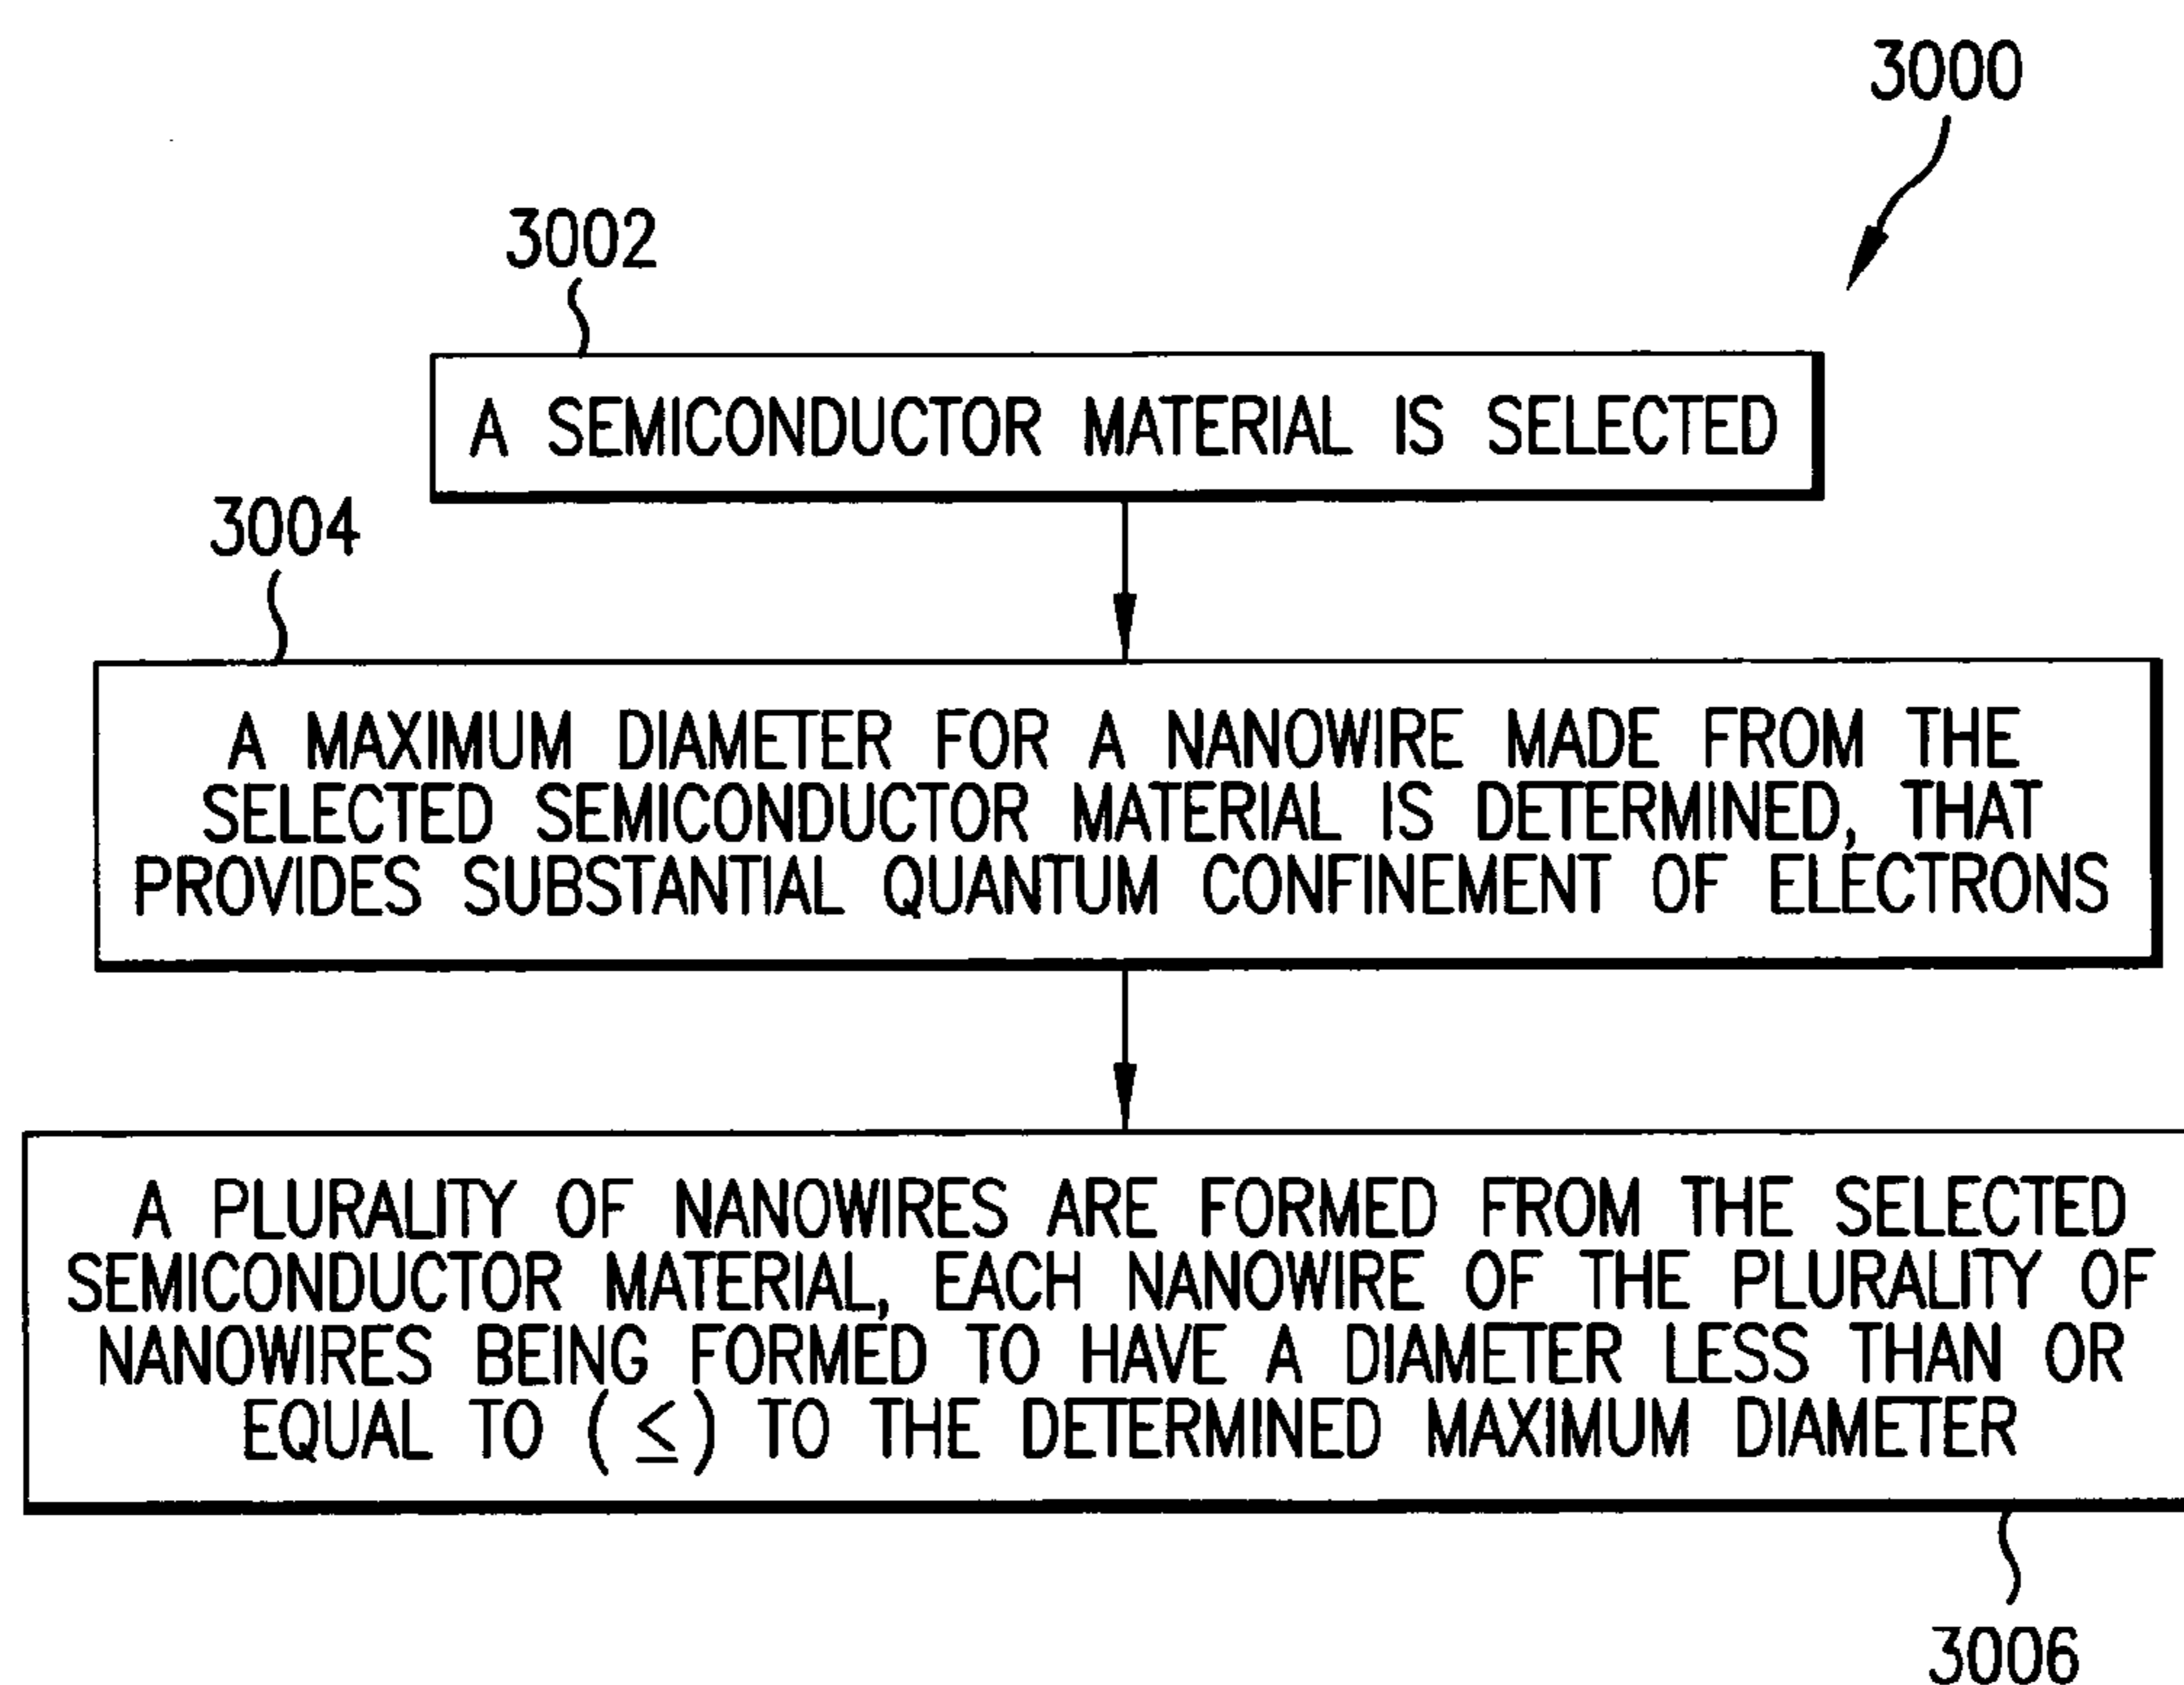 3000
3002
A SEMICONDUCTOR MATERIAL IS SELECTED
3004
A MAXIMUM DIAMETER FOR A NANOWIRE MADE FROM THE
SELECTED SEMICONDUCTOR MATERIAL IS DETERMINED, THAT
PROVIDES SUBSTANTIAL QUANTUM CONFINEMENT OF ELECTRONS
A PLURALITY OF NANOWIRES ARE FORMED FROM THE SELECTED
SEMICONDUCTOR MATERIAL, EACH NANOWIRE OF THE PLURALITY OF
NANOWIRES BEING FORMED TO HAVE A DIAMETER LESS THAN OR
EQUAL TO (≤) TO THE DETERMINED MAXIMUM DIAMETER
3006